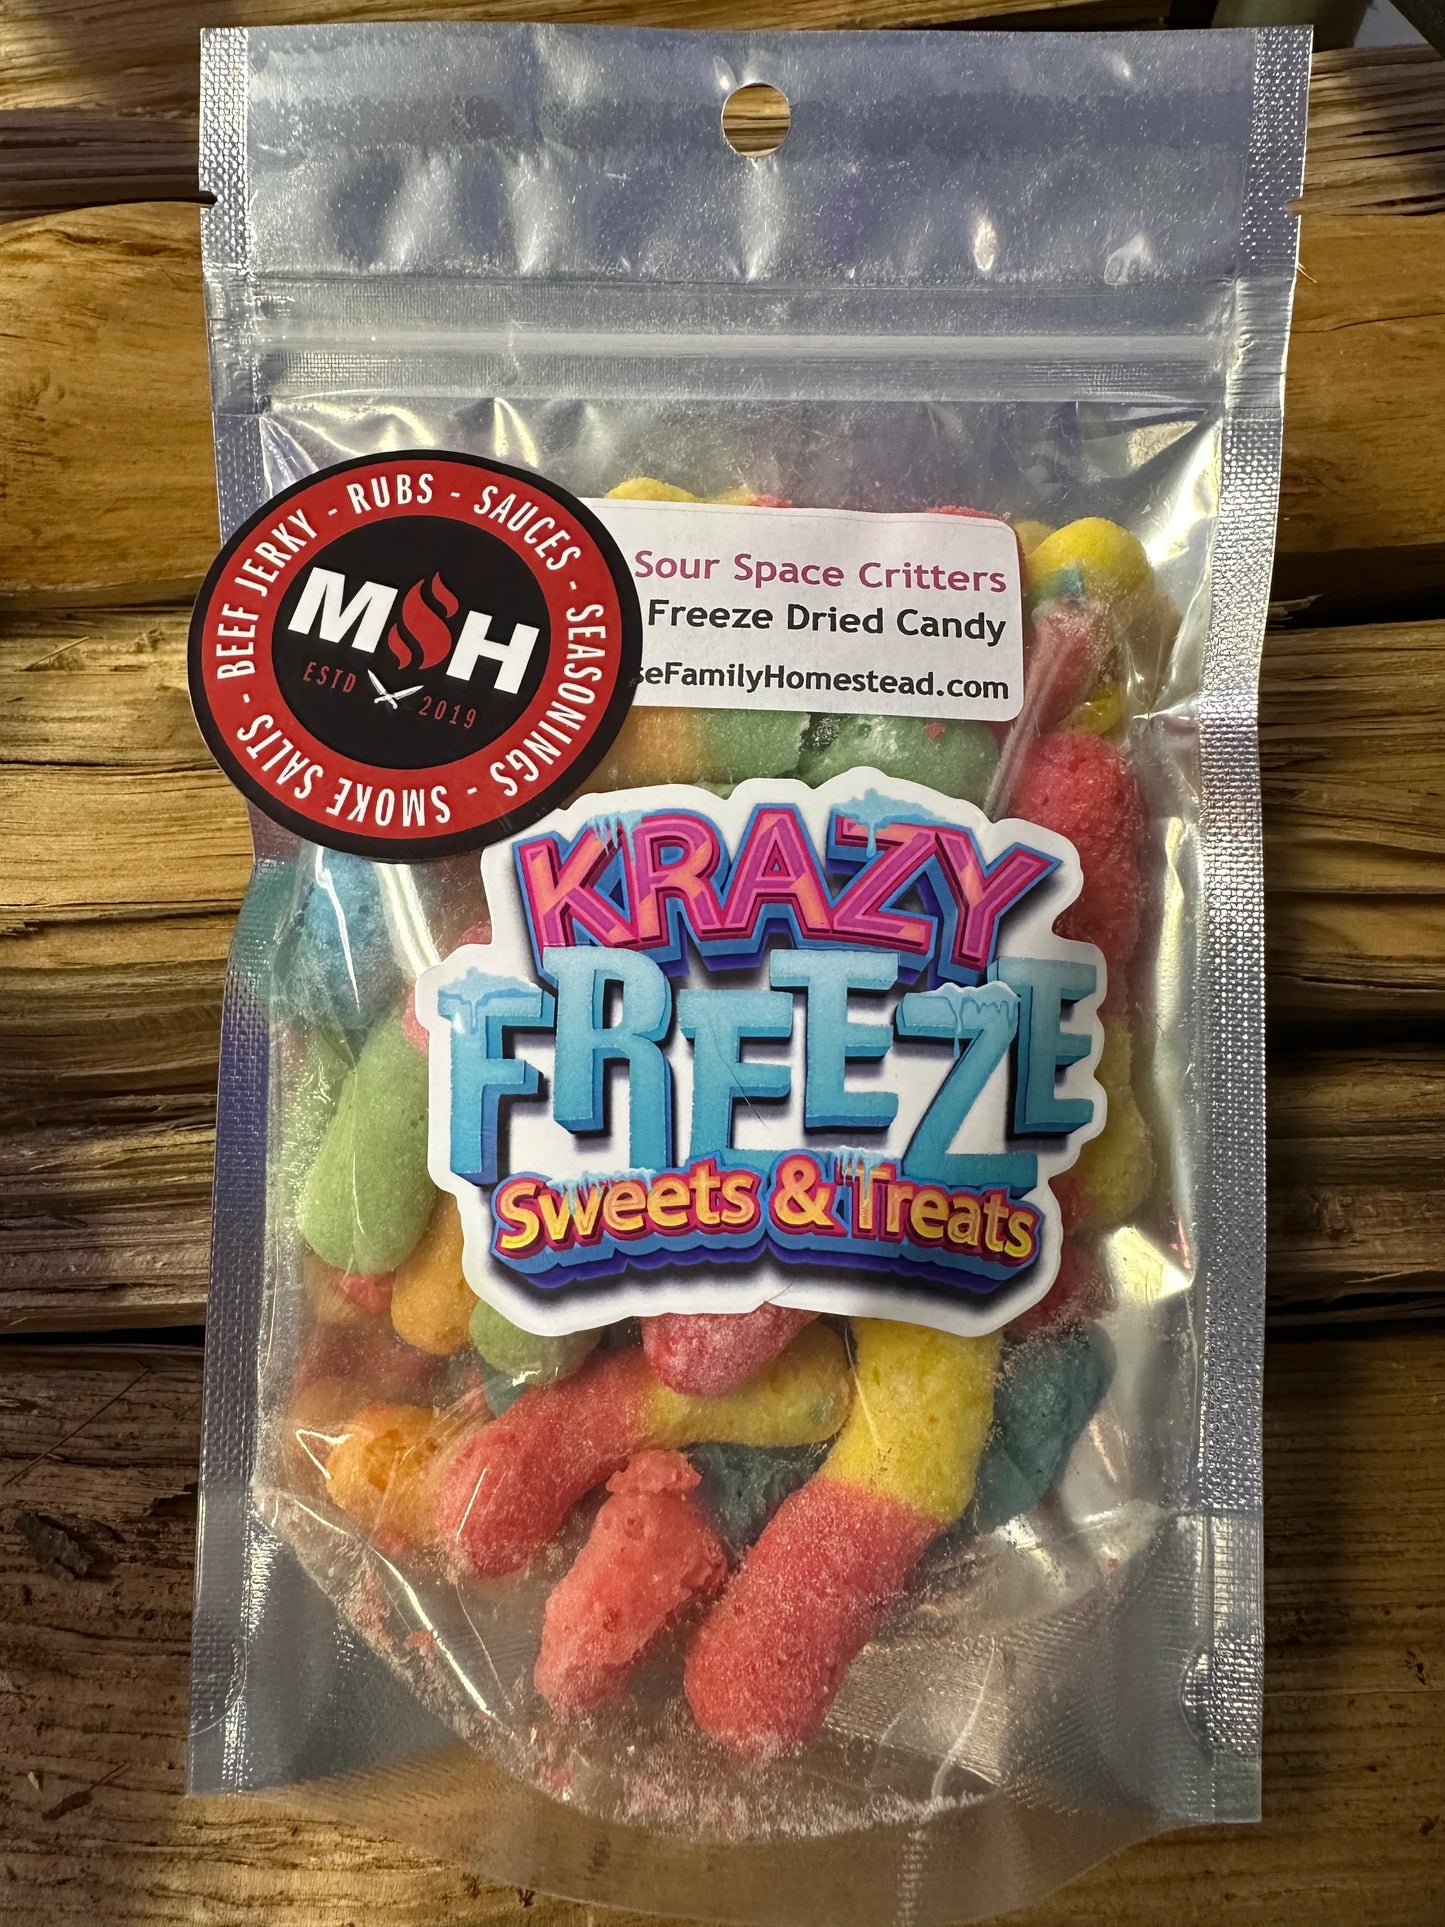 BEEF JERKY - RUBS - SAUCES - SEASONINGS - SMOKE SALTS -
MSH
ESTD 2019
Sour Space Critters
Freeze Dried Candy
seFamilyHomestead.com
KRAZY
FREEZE
Sweets & Treats